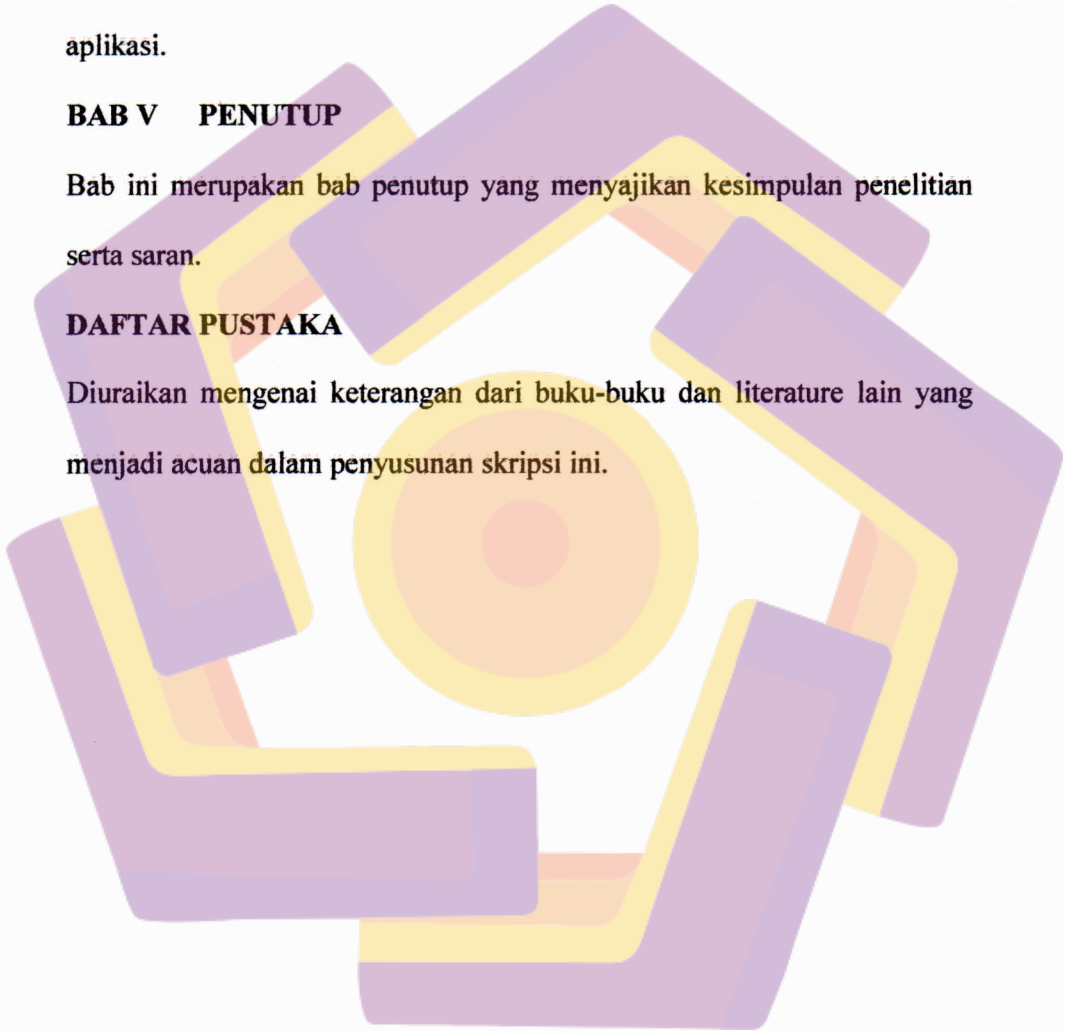 aplikasi.
BAB V PENUTUP
Bab ini merupakan bab penutup yang menyajikan kesimpulan penelitian
serta saran.
DAFTAR PUSTAKA
Diuraikan mengenai keterangan dari buku-buku dan literature lain yang
menjadi acuan dalam penyusunan skripsi ini.